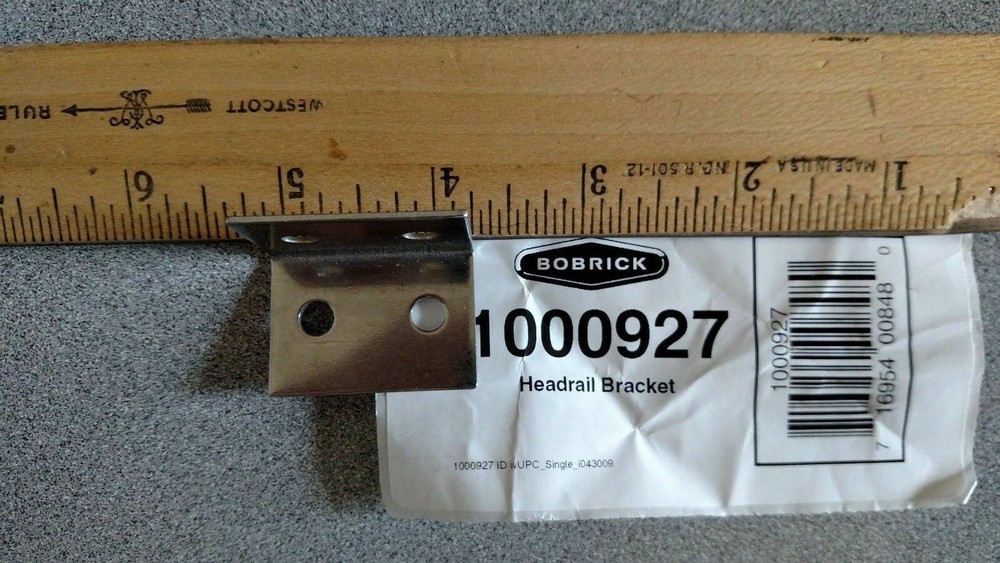 RULE
WESTCOTT
MADE IN U.S.A
NO. R 501-12
6 5 4 3 2 1
BOBRICK
1000927
Headrail Bracket
1000927 ID wUPC_Single_i043009
1000927
7 16954 00848 0